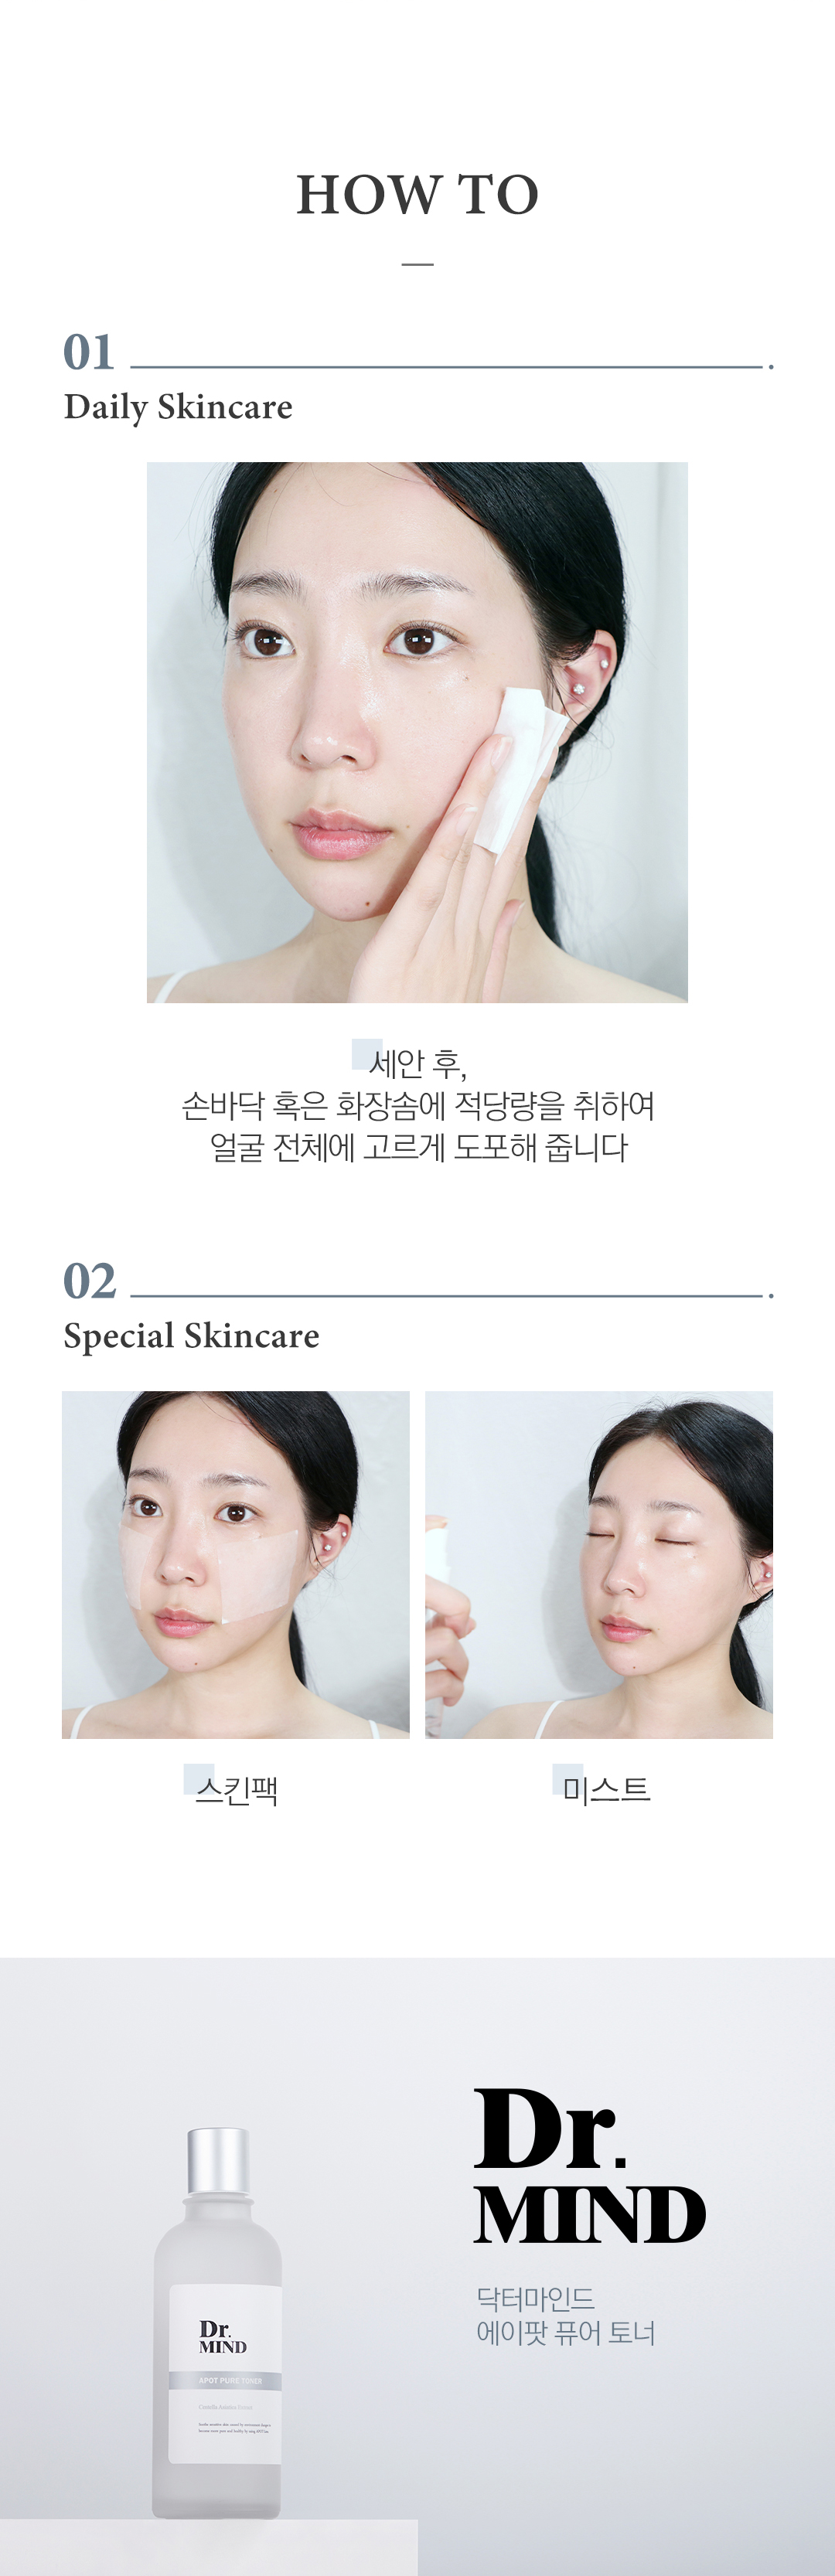 HOW TO
01
Daily Skincare
세안 후,
손바닥 혹은 화장솜에 적당량을 취하여
얼굴 전체에 고르게 도포해 줍니다
02
Special Skincare
스킨팩
미스트
Dr.
MIND
닥터마인드
에이팟 퓨어 토너
Dr.
MIND
APOT PURE TONER